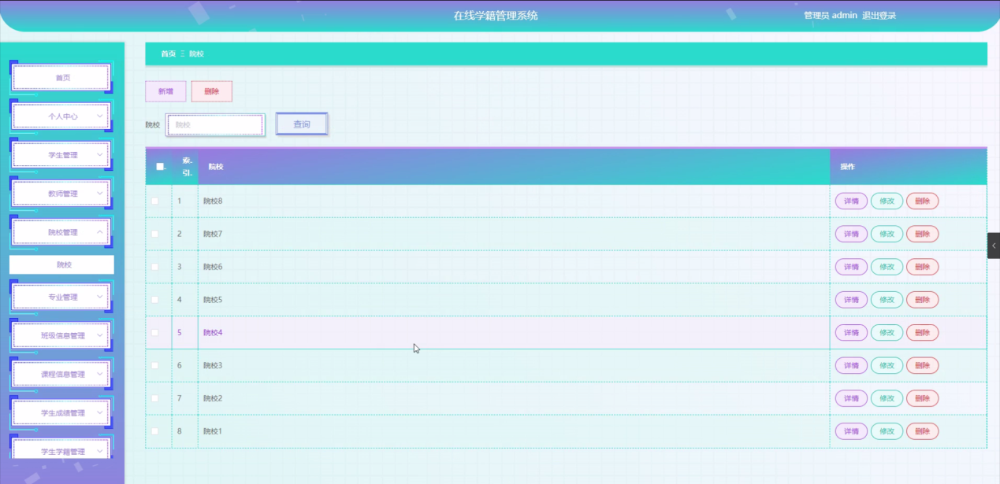 在线学籍管理系统
管理员 admin 退出登录
首页
个人中心
学生管理
教师管理
院校管理
院校
专业管理
班级信息管理
课程信息管理
学生成绩管理
学生学籍管理
首页 Ξ 院校
新增 删除
院校 院校 查询
索引. 院校 操作
1 院校8 详情 修改 删除
2 院校7 详情 修改 删除
3 院校6 详情 修改 删除
4 院校5 详情 修改 删除
5 院校4 详情 修改 删除
6 院校3 详情 修改 删除
7 院校2 详情 修改 删除
8 院校1 详情 修改 删除